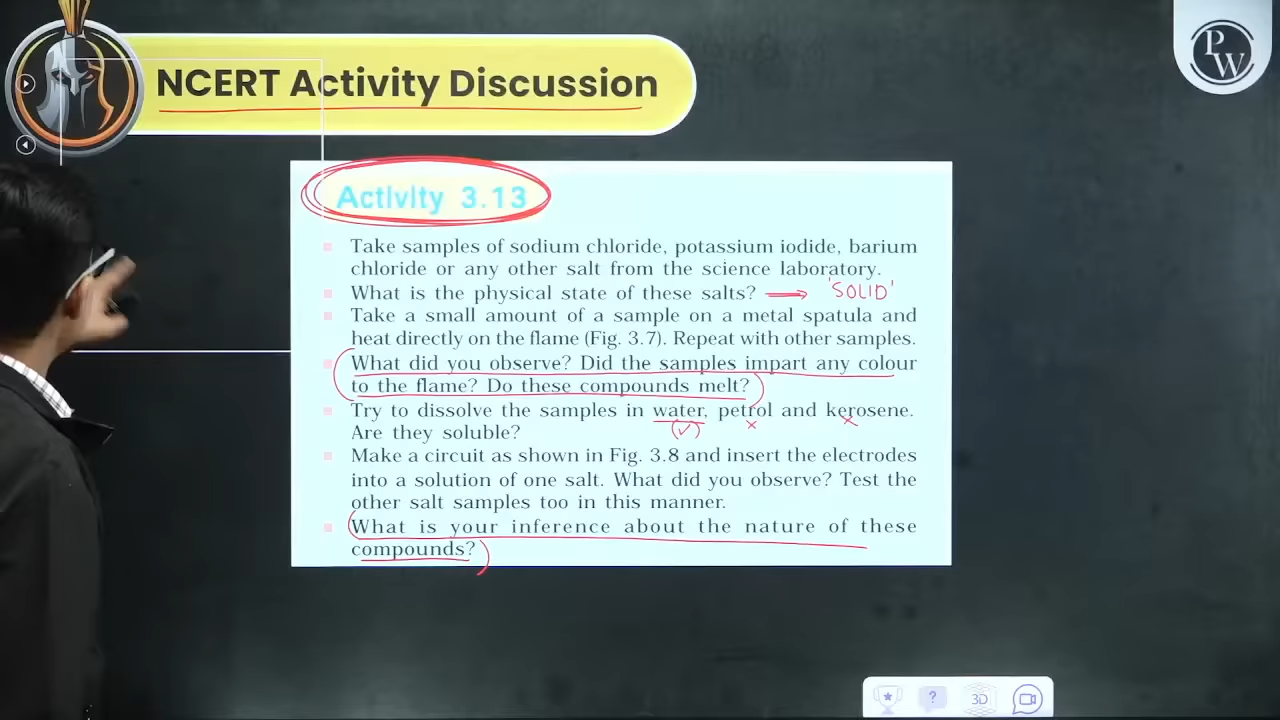 NCERT Activity Discussion
PW
Activity 3.13
Take samples of sodium chloride, potassium iodide, barium
chloride or any other salt from the science laboratory.
What is the physical state of these salts? → 'SOLID'
Take a small amount of a sample on a metal spatula and
heat directly on the flame (Fig. 3.7). Repeat with other samples.
What did you observe? Did the samples impart any colour
to the flame? Do these compounds melt?
Try to dissolve the samples in water, petrol and kerosene.
Are they soluble?
Make a circuit as shown in Fig. 3.8 and insert the electrodes
into a solution of one salt. What did you observe? Test the
other salt samples too in this manner.
What is your inference about the nature of these
compounds?
? 3D